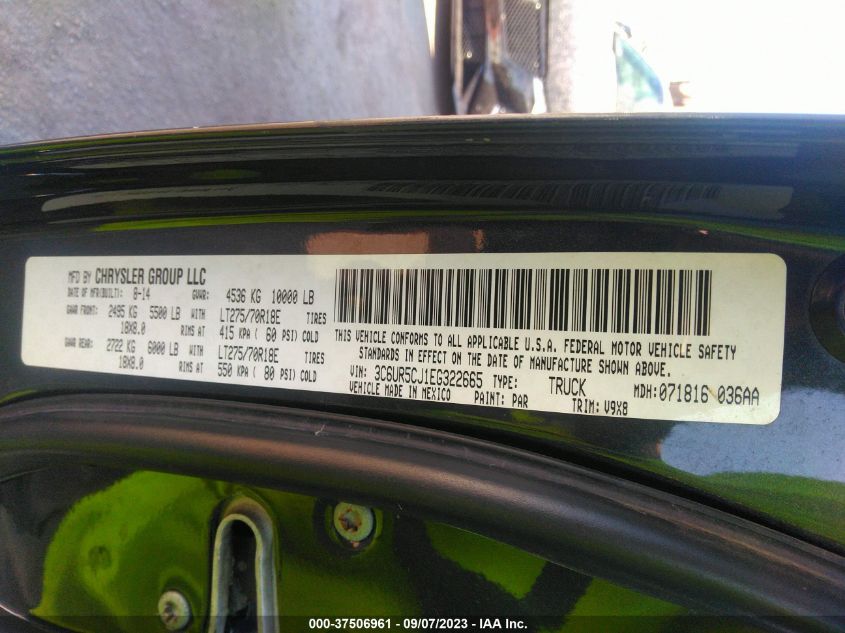 MFD BY CHRYSLER GROUP LLC
DATE OF MFR(BUILT): 8-14 GVWR: 4536 KG 10000 LB
GAWR FRONT: 2495 KG 5500 LB WITH LT275/70R18E TIRES
18X8.0 RIMS AT 415 KPA ( 60 PSI) COLD
GAWR REAR: 2722 KG 6000 LB WITH LT275/70R18E TIRES
18X8.0 RIMS AT 550 KPA ( 80 PSI) COLD
THIS VEHICLE CONFORMS TO ALL APPLICABLE U.S.A. FEDERAL MOTOR VEHICLE SAFETY
STANDARDS IN EFFECT ON THE DATE OF MANUFACTURE SHOWN ABOVE.
VIN: 3C6UR5CJ1EG322665 TYPE: TRUCK MDH: 071816 036AA
VEHICLE MADE IN MEXICO PAINT: PAR TRIM: V9X8
000-37506961 - 09/07/2023 - IAA Inc.